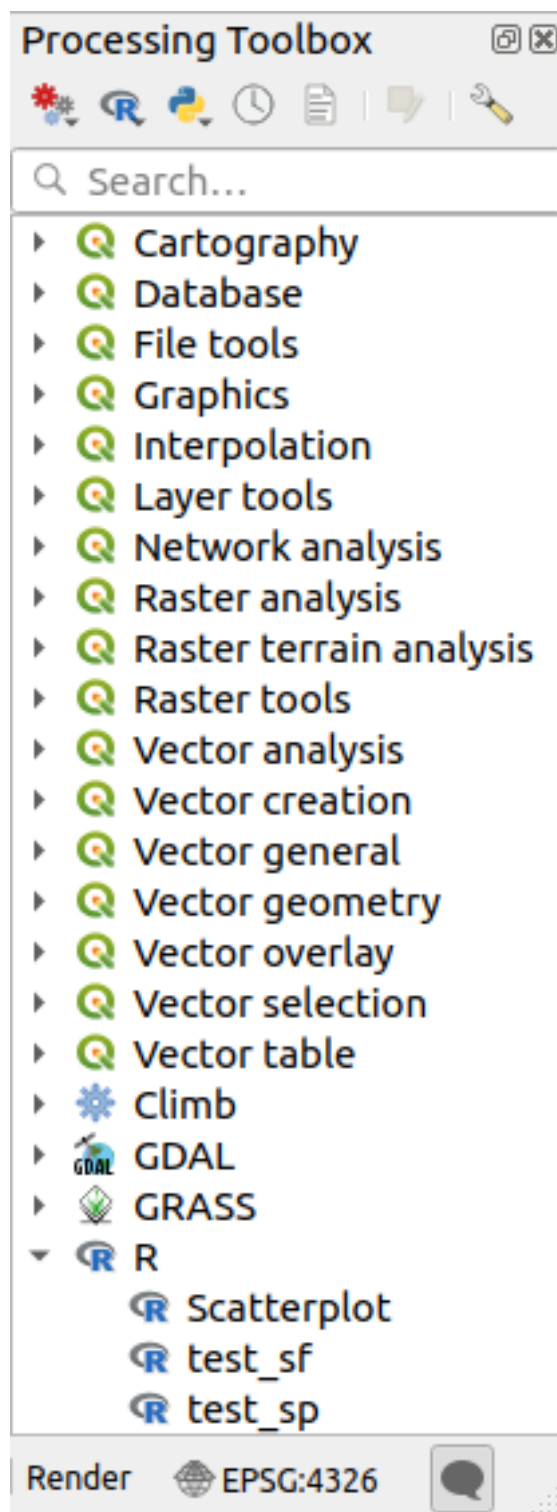 Processing Toolbox
Search...
Cartography
Database
File tools
Graphics
Interpolation
Layer tools
Network analysis
Raster analysis
Raster terrain analysis
Raster tools
Vector analysis
Vector creation
Vector general
Vector geometry
Vector overlay
Vector selection
Vector table
Climb
GDAL GDAL
GRASS
R R
R Scatterplot
R test_sf
R test_sp
Render EPSG:4326